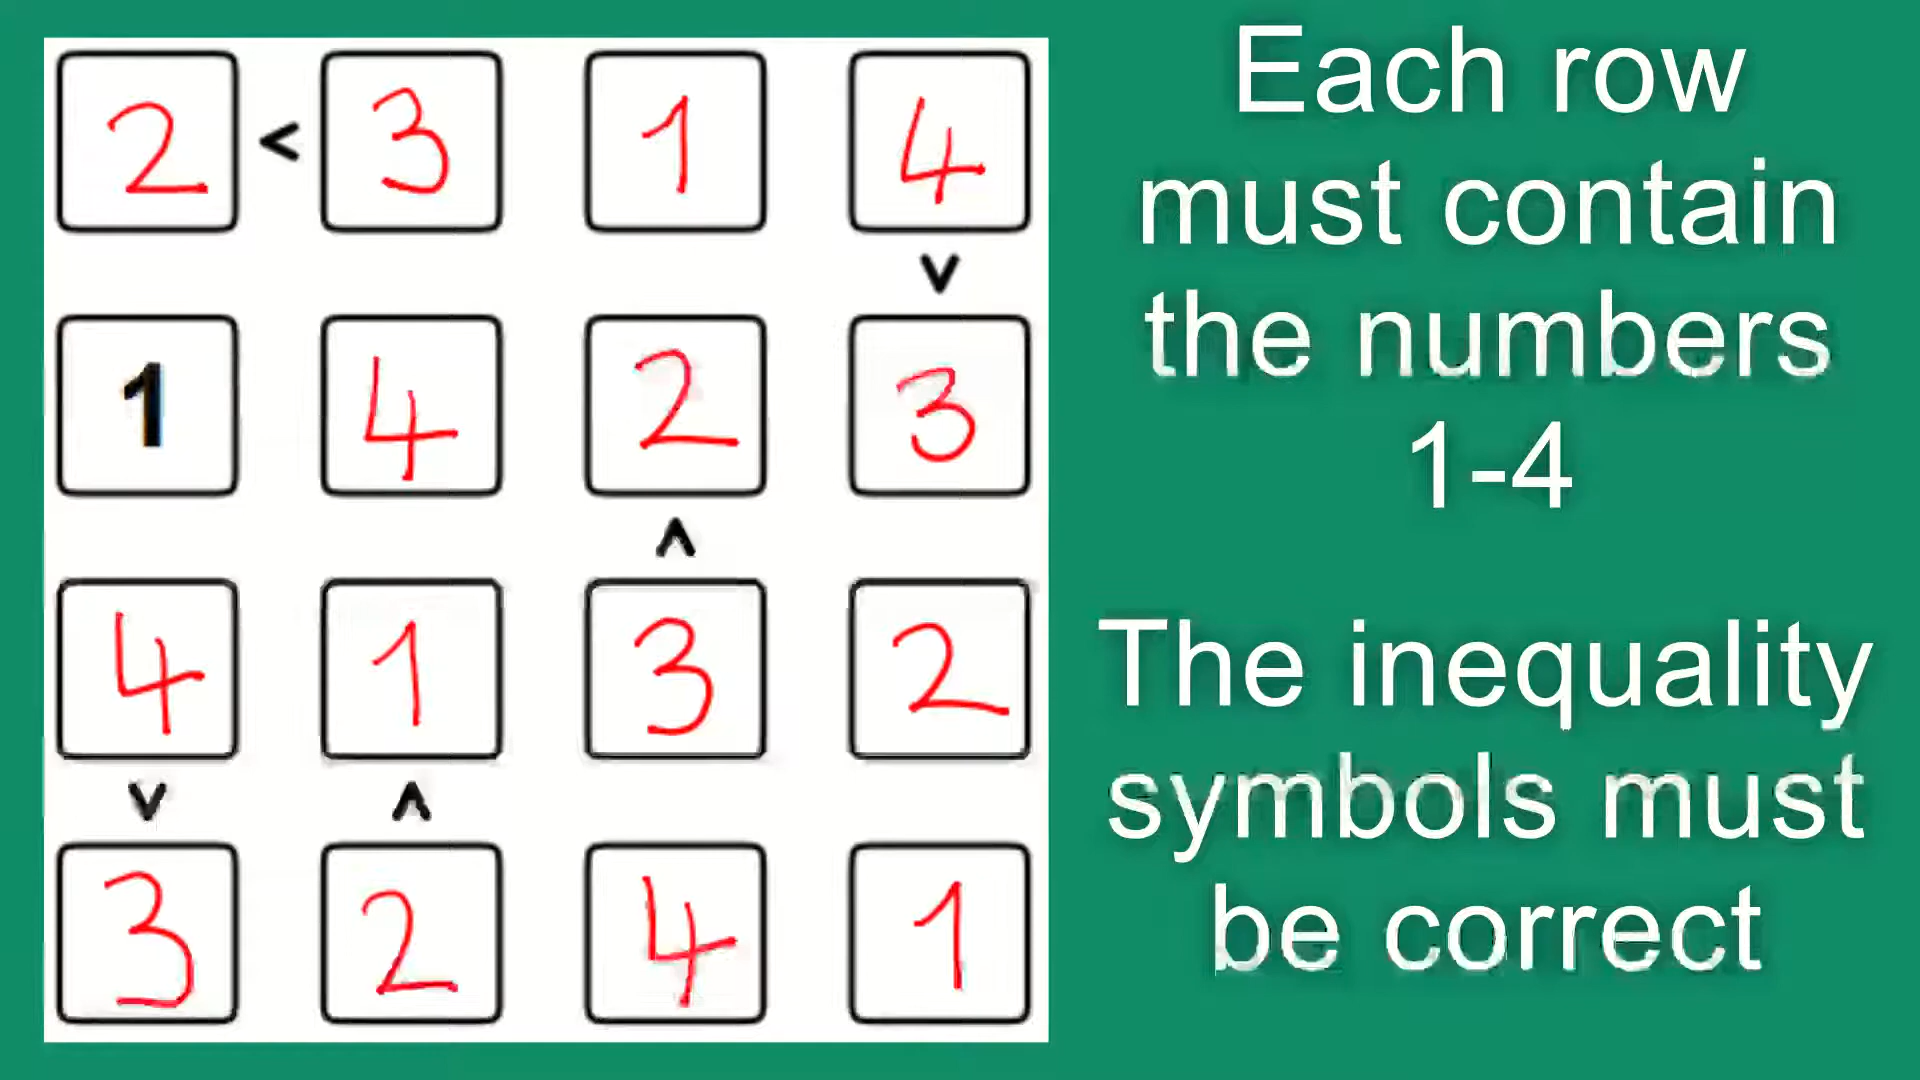 2 < 3 1 4
v
1 4 2 3
^
4 1 3 2
v ^
3 2 4 1
Each row
must contain
the numbers
1-4
The inequality
symbols must
be correct